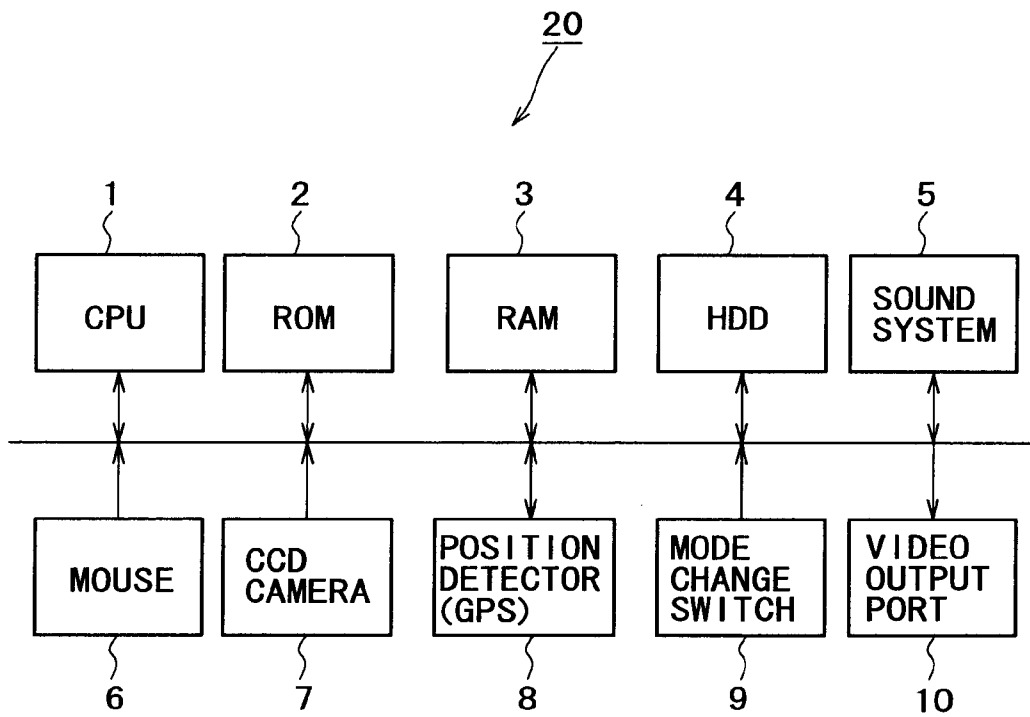 20
1 2 3 4 5
CPU ROM RAM HDD SOUND
SYSTEM
MOUSE CCD
CAMERA POSITION
DETECTOR
(GPS) MODE
CHANGE
SWITCH VIDEO
OUTPUT
PORT
6 7 8 9 10